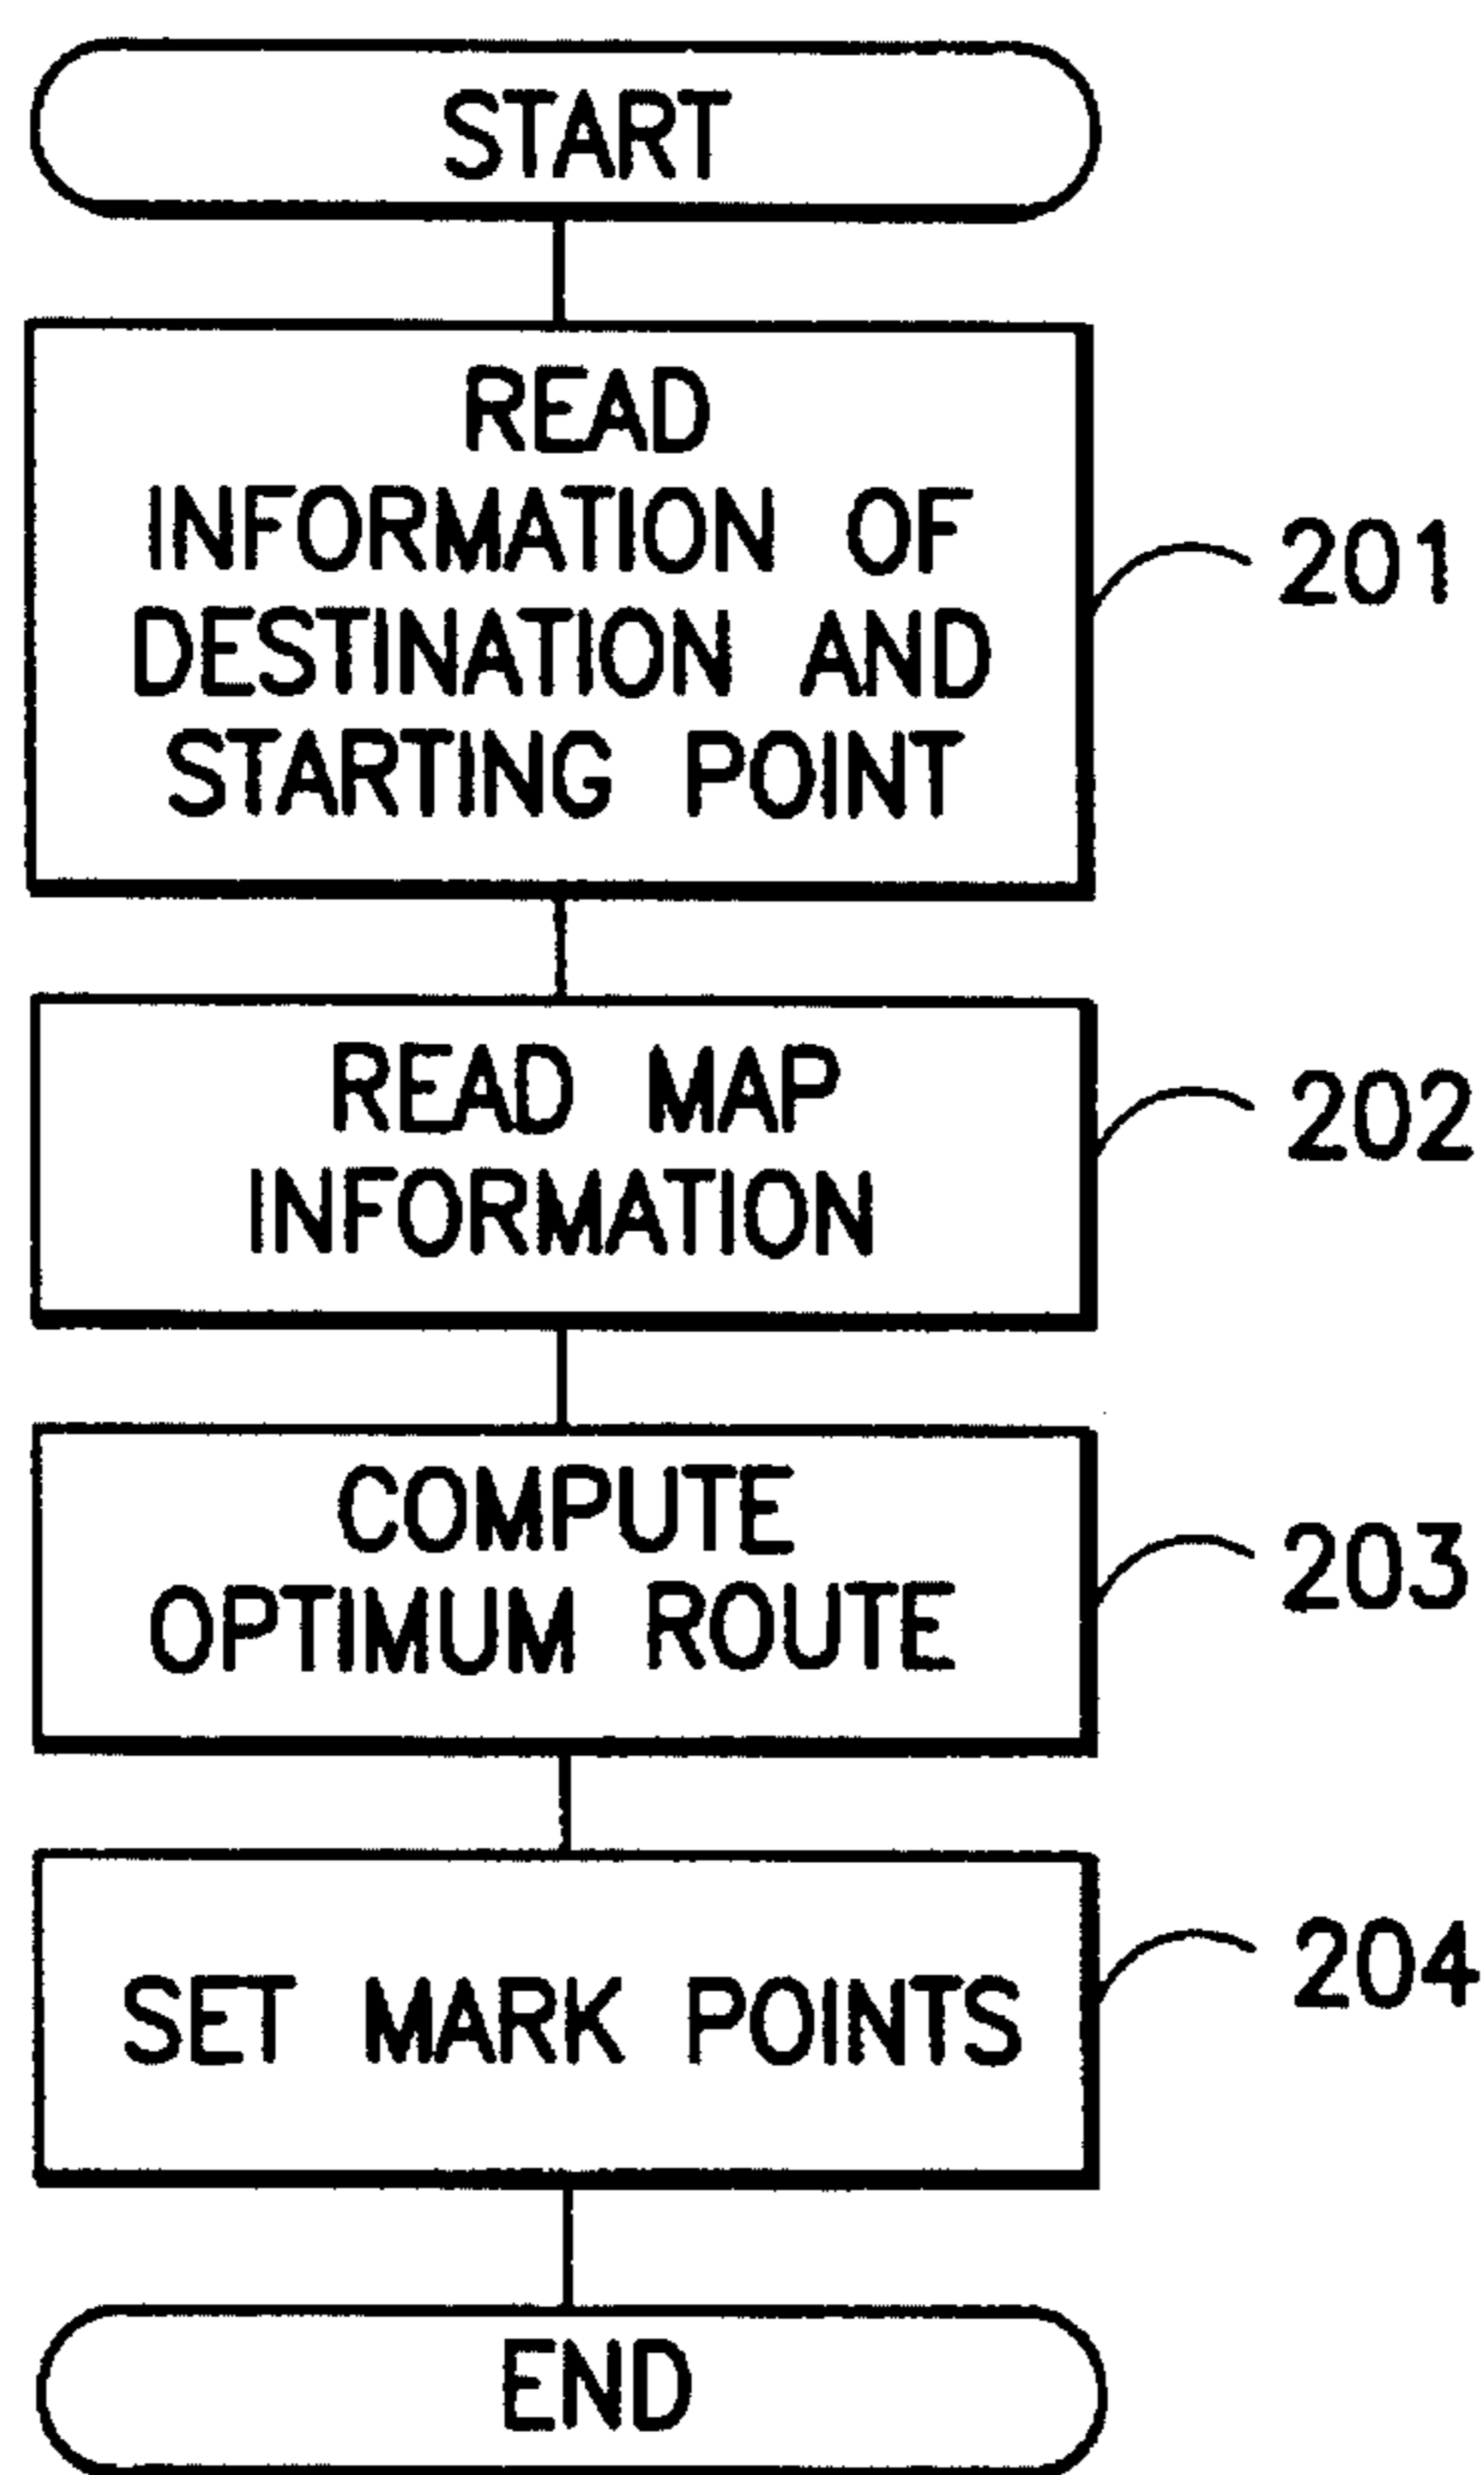 START
READ
INFORMATION OF
DESTINATION AND
STARTING POINT
201
READ MAP
INFORMATION
202
COMPUTE
OPTIMUM ROUTE
203
SET MARK POINTS
204
END